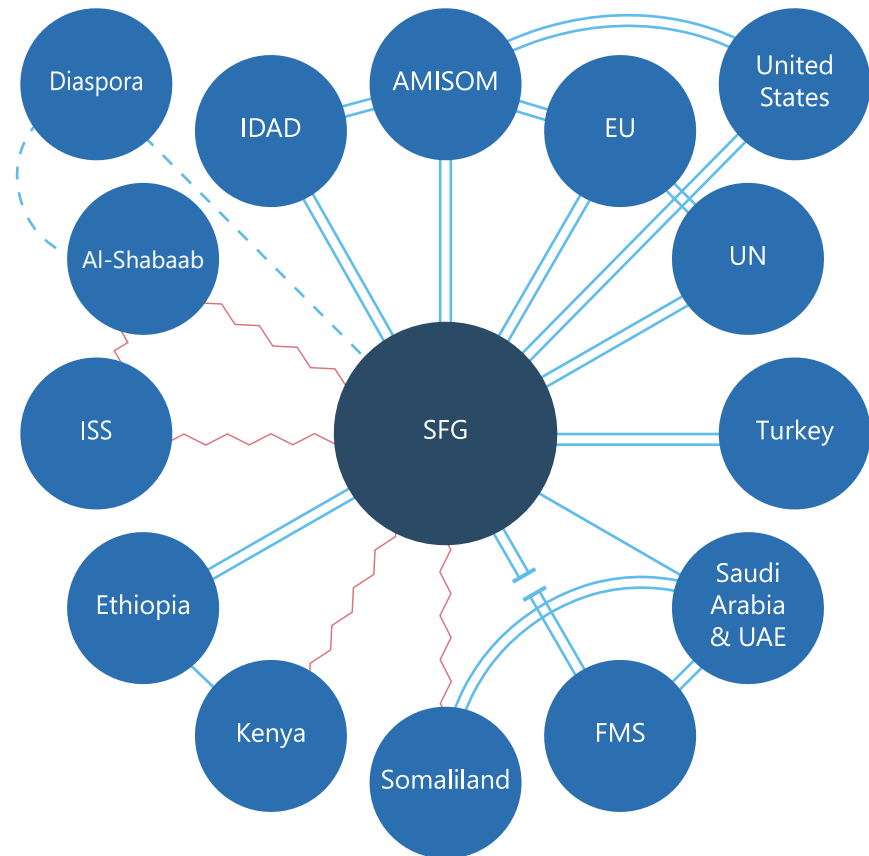 Diaspora
IDAD
AMISOM
EU
United
States
Al-Shabaab
UN
ISS
SFG
Turkey
Ethiopia
Saudi
Arabia
& UAE
Kenya
Somaliland
FMS